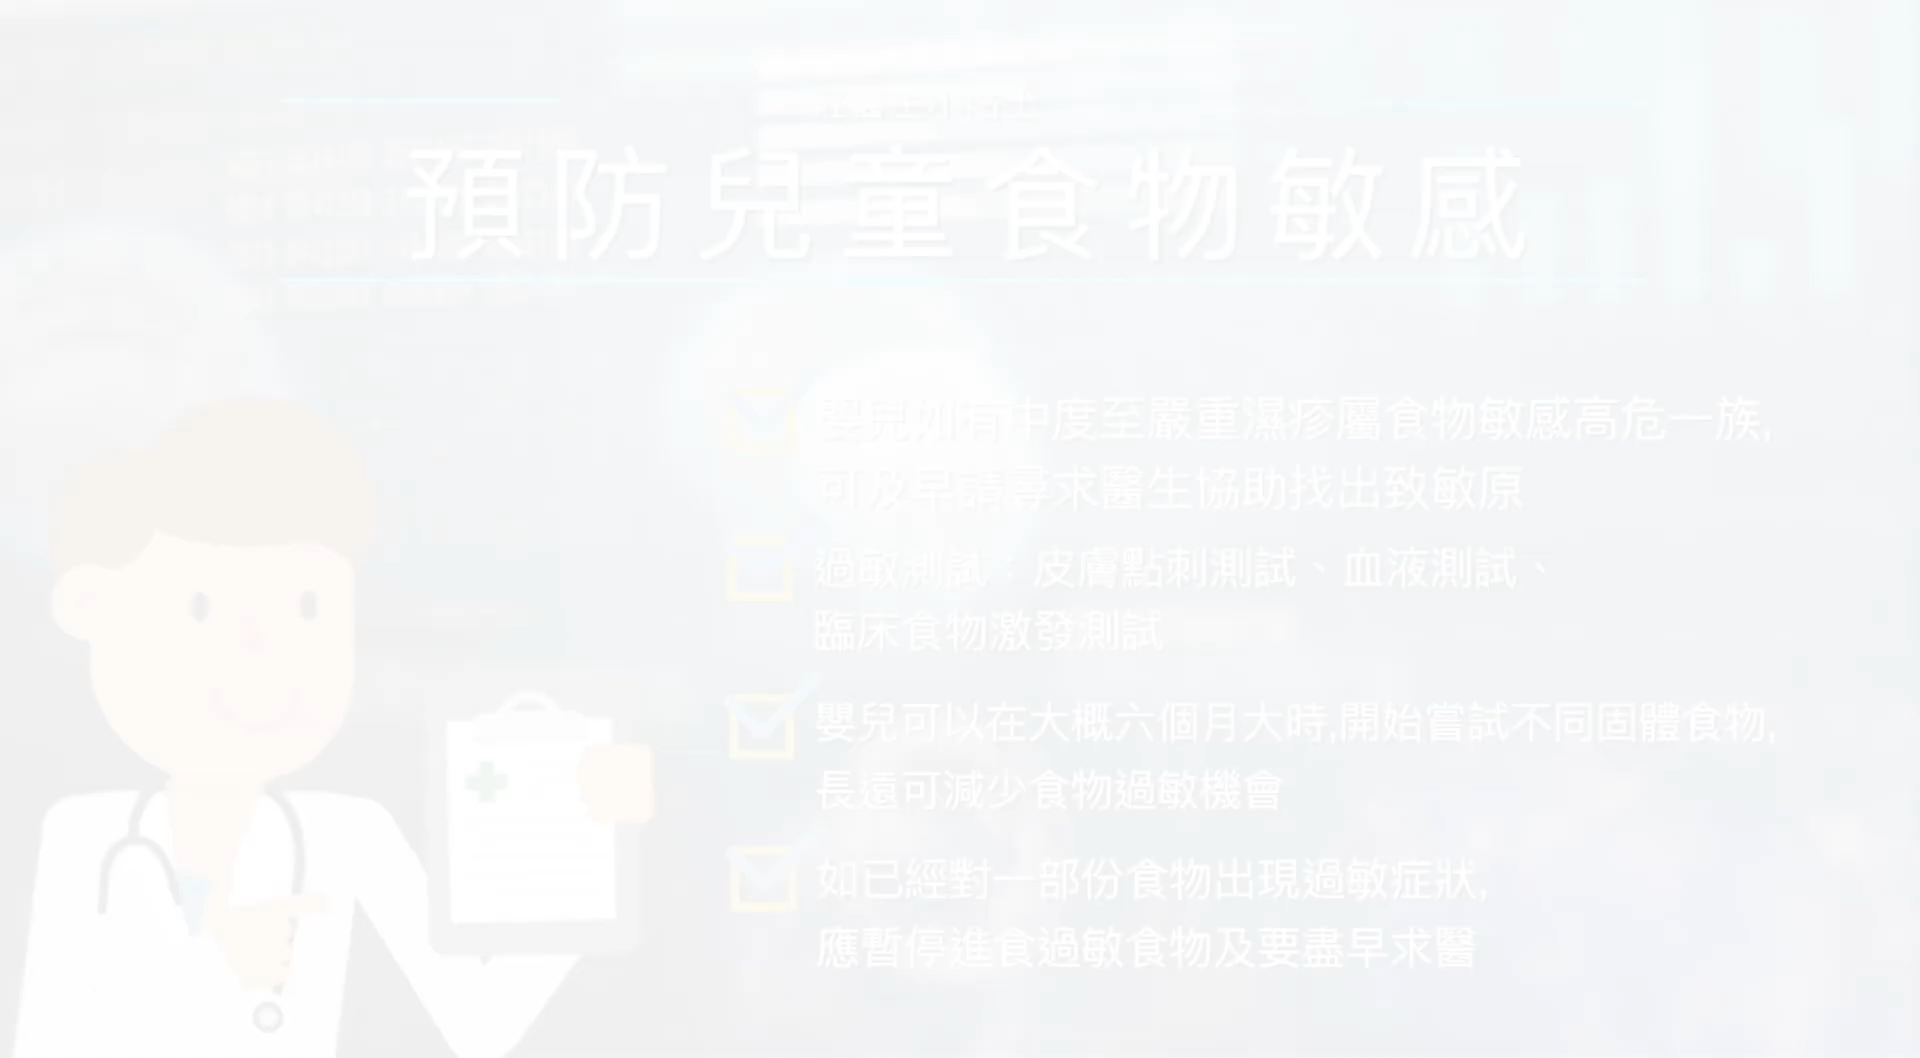 預防兒童食物敏感
嬰兒如有中度至嚴重濕疹屬食物敏感高危一族,
可及早請尋求醫生協助找出致敏原
過敏測試：皮膚點刺測試、血液測試、
臨床食物激發測試
嬰兒可以在大概六個月大時,開始嘗試不同固體食物,
長遠可減少食物過敏機會
如已經對一部份食物出現過敏症狀,
應暫停進食過敏食物及要盡早求醫